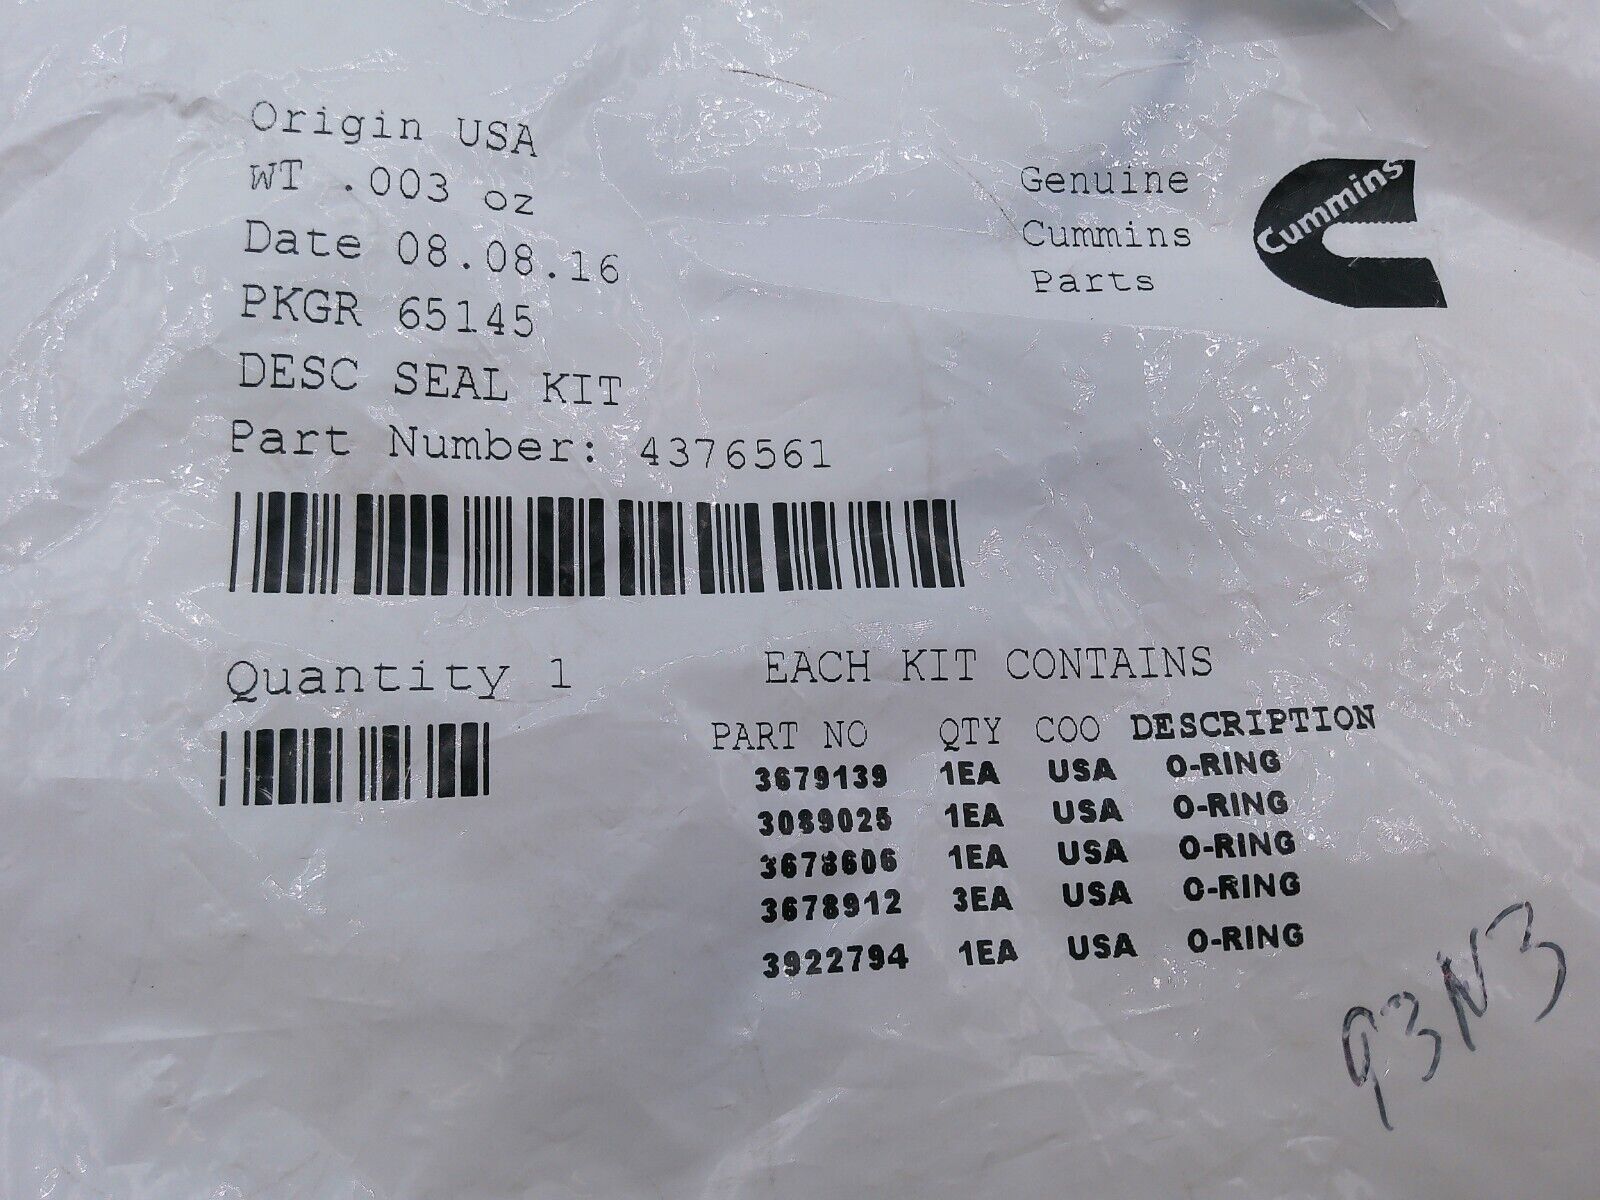 Origin USA
WT .003 oz
Date 08.08.16
PKGR 65145
DESC SEAL KIT
Part Number: 4376561
Genuine
Cummins
Parts
Cummins
Quantity 1
EACH KIT CONTAINS
PART NO QTY COO DESCRIPTION
3679139 1EA USA O-RING
3089025 1EA USA O-RING
3678606 1EA USA O-RING
3678912 3EA USA O-RING
3922794 1EA USA O-RING
93N3